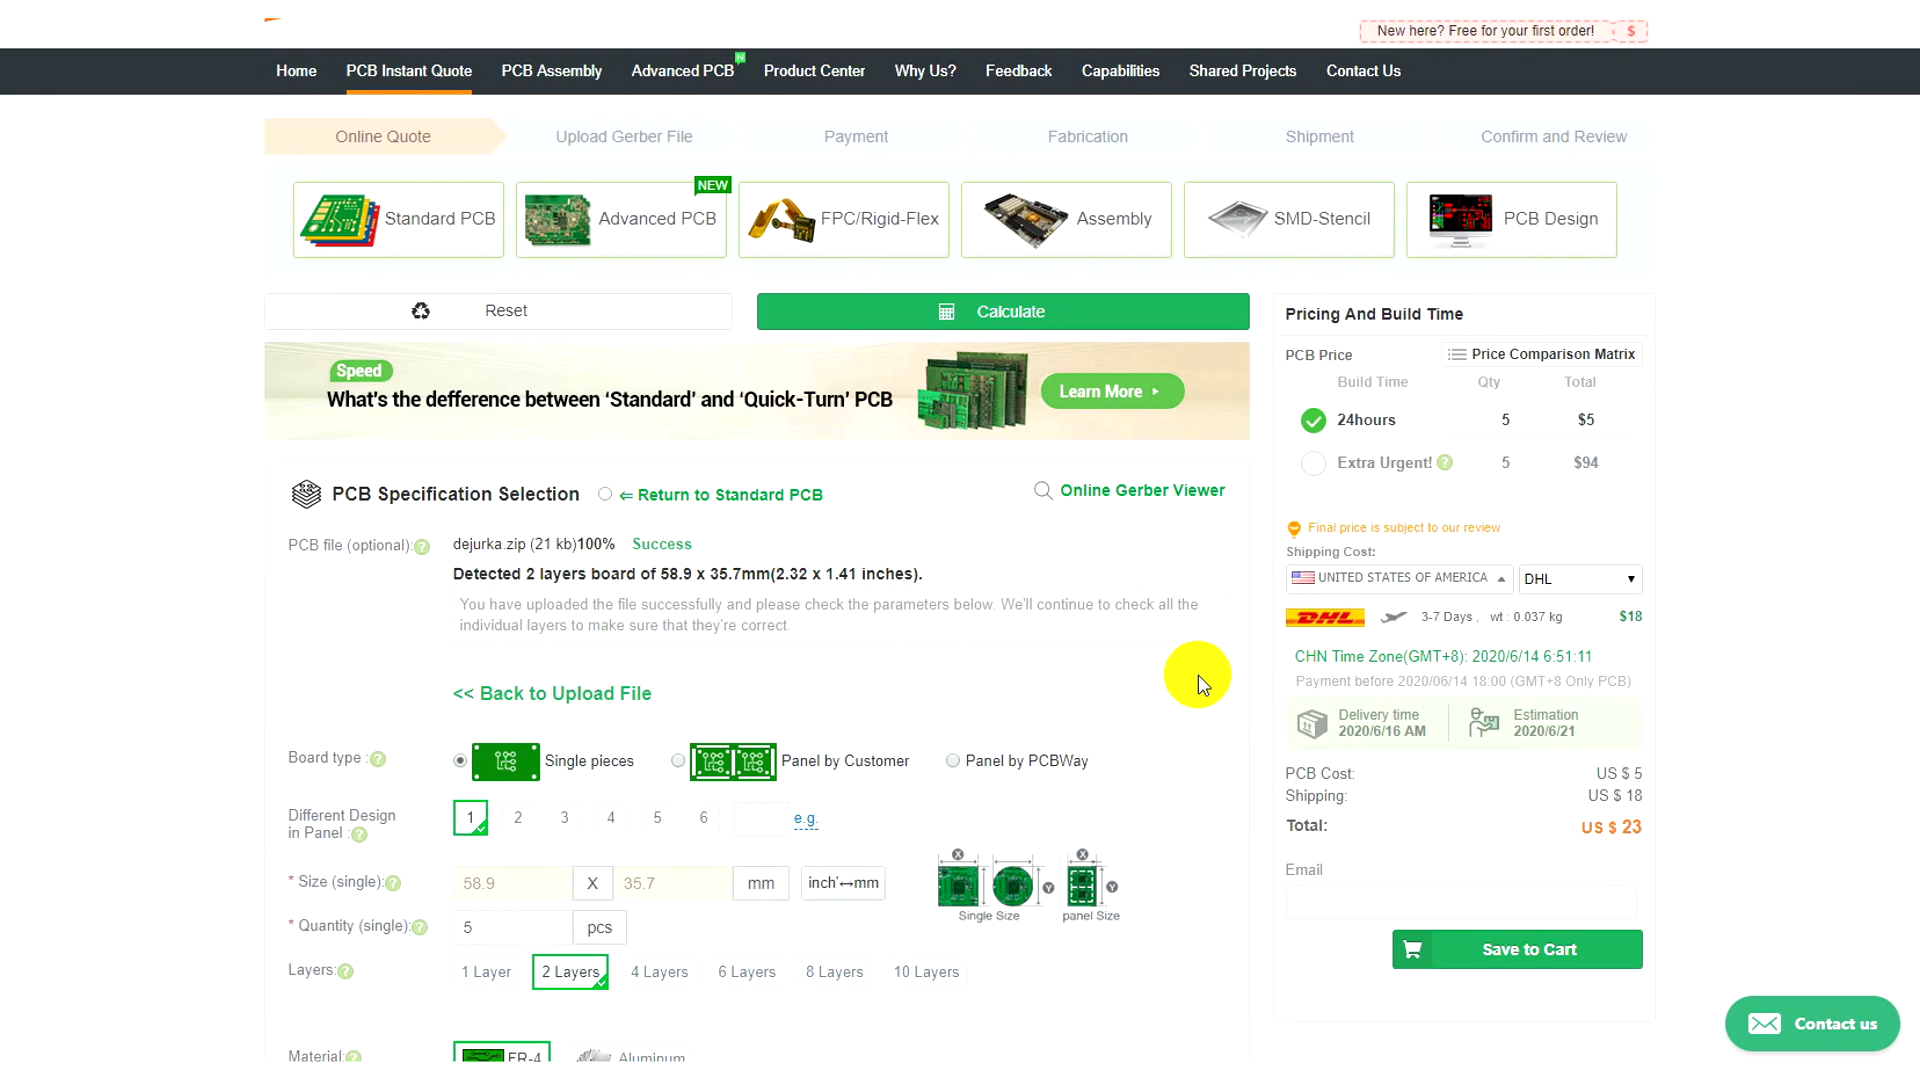 New here? Free for your first order! $
Home PCB Instant Quote PCB Assembly Advanced PCB Product Center Why Us? Feedback Capabilities Shared Projects Contact Us
Online Quote Upload Gerber File Payment Fabrication Shipment Confirm and Review
NEW
Standard PCB Advanced PCB FPC/Rigid-Flex Assembly SMD-Stencil PCB Design
Reset
Calculate
Speed
What's the defference between ‘Standard’ and ‘Quick-Turn’ PCB
Learn More
PCB Specification Selection ⇐ Return to Standard PCB
Online Gerber Viewer
PCB file (optional): ? dejurka.zip (21 kb)100% Success
Detected 2 layers board of 58.9 x 35.7mm(2.32 x 1.41 inches).
You have uploaded the file successfully and please check the parameters below. We'll continue to check all the
individual layers to make sure that they're correct.
<< Back to Upload File
Board type : ? Single pieces Panel by Customer Panel by PCBWay
Different Design
in Panel : ?
1 2 3 4 5 6 e.g.
* Size (single): ? 58.9 X 35.7 mm inch'↔mm
X X
Y Y
Single Size panel Size
* Quantity (single): ? 5 pcs
Layers: ? 1 Layer 2 Layers 4 Layers 6 Layers 8 Layers 10 Layers
Material: ? FR-4 Aluminum
Pricing And Build Time
PCB Price Price Comparison Matrix
Build Time Qty Total
24hours 5 $5
Extra Urgent! ? 5 $94
Final price is subject to our review
Shipping Cost:
UNITED STATES OF AMERICA DHL
DHL 3-7 Days , wt : 0.037 kg $18
CHN Time Zone(GMT+8): 2020/6/14 6:51:11
Payment before 2020/06/14 18:00 (GMT+8 Only PCB)
Delivery time
2020/6/16 AM
Estimation
2020/6/21
PCB Cost: US $ 5
Shipping: US $ 18
Total: US $ 23
Email
Save to Cart
Contact us